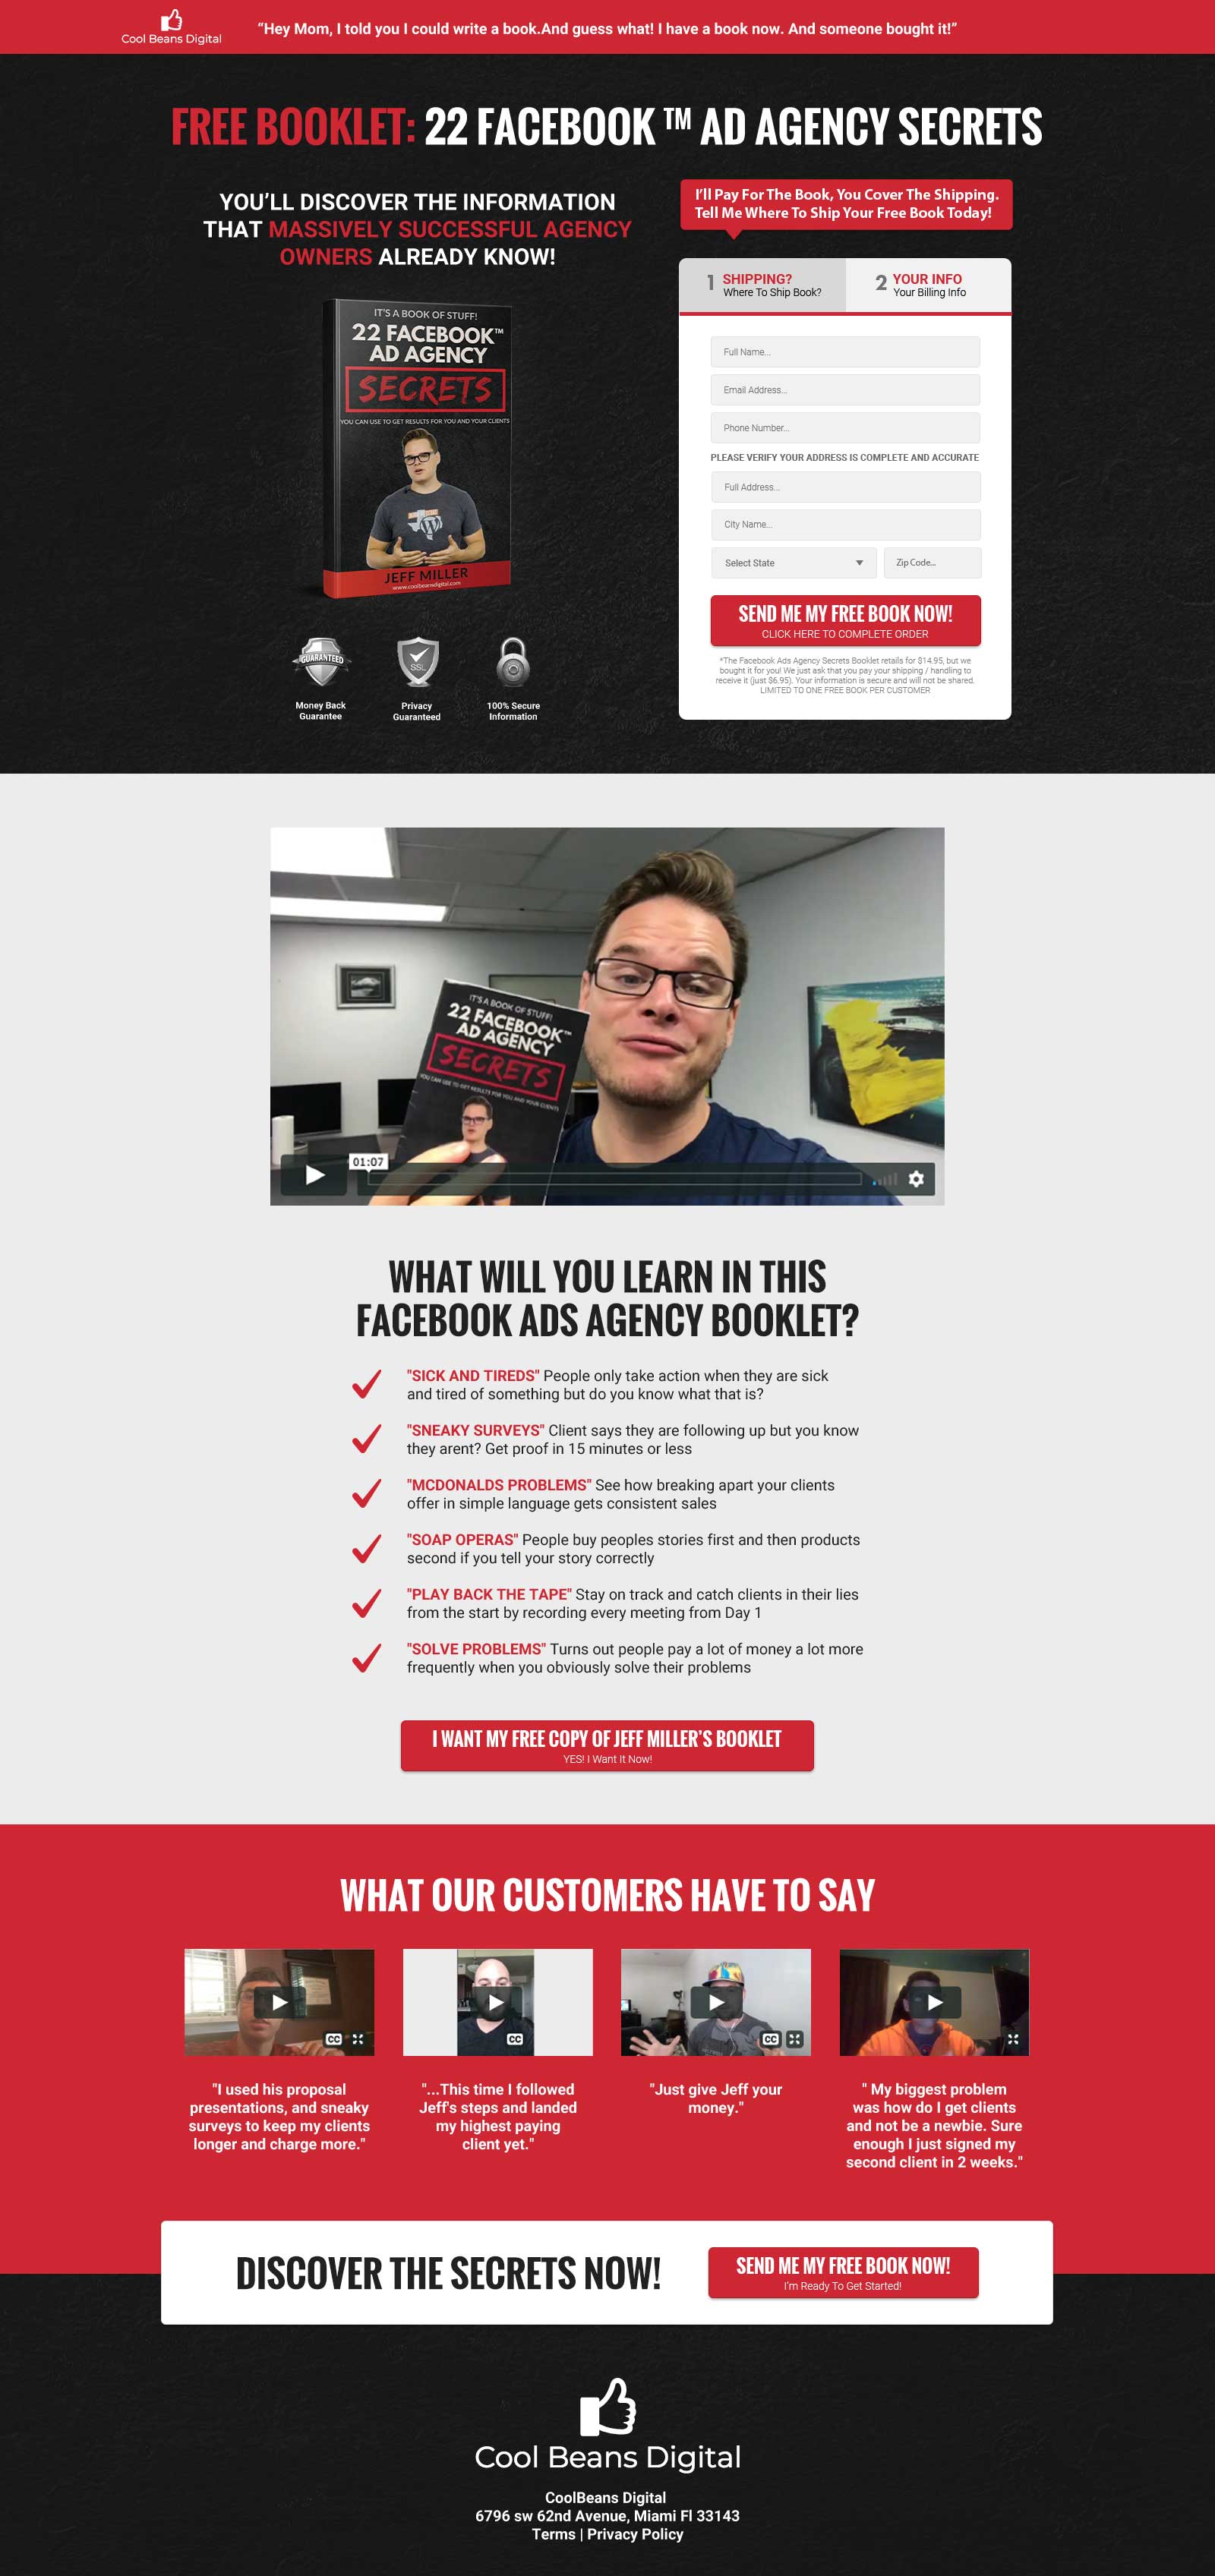 Cool Beans Digital
“Hey Mom, I told you I could write a book.And guess what! I have a book now. And someone bought it!”
FREE BOOKLET: 22 FACEBOOK ™ AD AGENCY SECRETS
YOU’LL DISCOVER THE INFORMATION
THAT MASSIVELY SUCCESSFUL AGENCY
OWNERS ALREADY KNOW!
IT’S A BOOK OF STUFF!
22 FACEBOOK™
AD AGENCY
SECRETS
YOU CAN USE TO GET RESULTS FOR YOU AND YOUR CLIENTS
JEFF MILLER
www.coolbeansdigital.com
GUARANTEED
SSL
Money Back
Guarantee
Privacy
Guaranteed
100% Secure
Information
I’ll Pay For The Book, You Cover The Shipping.
Tell Me Where To Ship Your Free Book Today!
1 SHIPPING?
Where To Ship Book?
2 YOUR INFO
Your Billing Info
Full Name...
Email Address...
Phone Number...
PLEASE VERIFY YOUR ADDRESS IS COMPLETE AND ACCURATE
Full Address...
City Name...
Select State
Zip Code...
SEND ME MY FREE BOOK NOW!
CLICK HERE TO COMPLETE ORDER
*The Facebook Ads Agency Secrets Booklet retails for $14.95, but we
bought it for you! We just ask that you pay your shipping / handling to
receive it (just $6.95). Your information is secure and will not be shared.
LIMITED TO ONE FREE BOOK PER CUSTOMER
IT’S A BOOK OF STUFF!
22 FACEBOOK™
AD AGENCY
SECRETS
YOU CAN USE TO GET RESULTS FOR YOU AND YOUR CLIENTS
01:07
WHAT WILL YOU LEARN IN THIS
FACEBOOK ADS AGENCY BOOKLET?
"SICK AND TIREDS" People only take action when they are sick
and tired of something but do you know what that is?
"SNEAKY SURVEYS" Client says they are following up but you know
they arent? Get proof in 15 minutes or less
"MCDONALDS PROBLEMS" See how breaking apart your clients
offer in simple language gets consistent sales
"SOAP OPERAS" People buy peoples stories first and then products
second if you tell your story correctly
"PLAY BACK THE TAPE" Stay on track and catch clients in their lies
from the start by recording every meeting from Day 1
"SOLVE PROBLEMS" Turns out people pay a lot of money a lot more
frequently when you obviously solve their problems
I WANT MY FREE COPY OF JEFF MILLER’S BOOKLET
YES! I Want It Now!
WHAT OUR CUSTOMERS HAVE TO SAY
CC
CC
CC
"I used his proposal
presentations, and sneaky
surveys to keep my clients
longer and charge more."
"...This time I followed
Jeff's steps and landed
my highest paying
client yet."
"Just give Jeff your
money."
" My biggest problem
was how do I get clients
and not be a newbie. Sure
enough I just signed my
second client in 2 weeks."
DISCOVER THE SECRETS NOW!
SEND ME MY FREE BOOK NOW!
I’m Ready To Get Started!
Cool Beans Digital
CoolBeans Digital
6796 sw 62nd Avenue, Miami Fl 33143
Terms | Privacy Policy